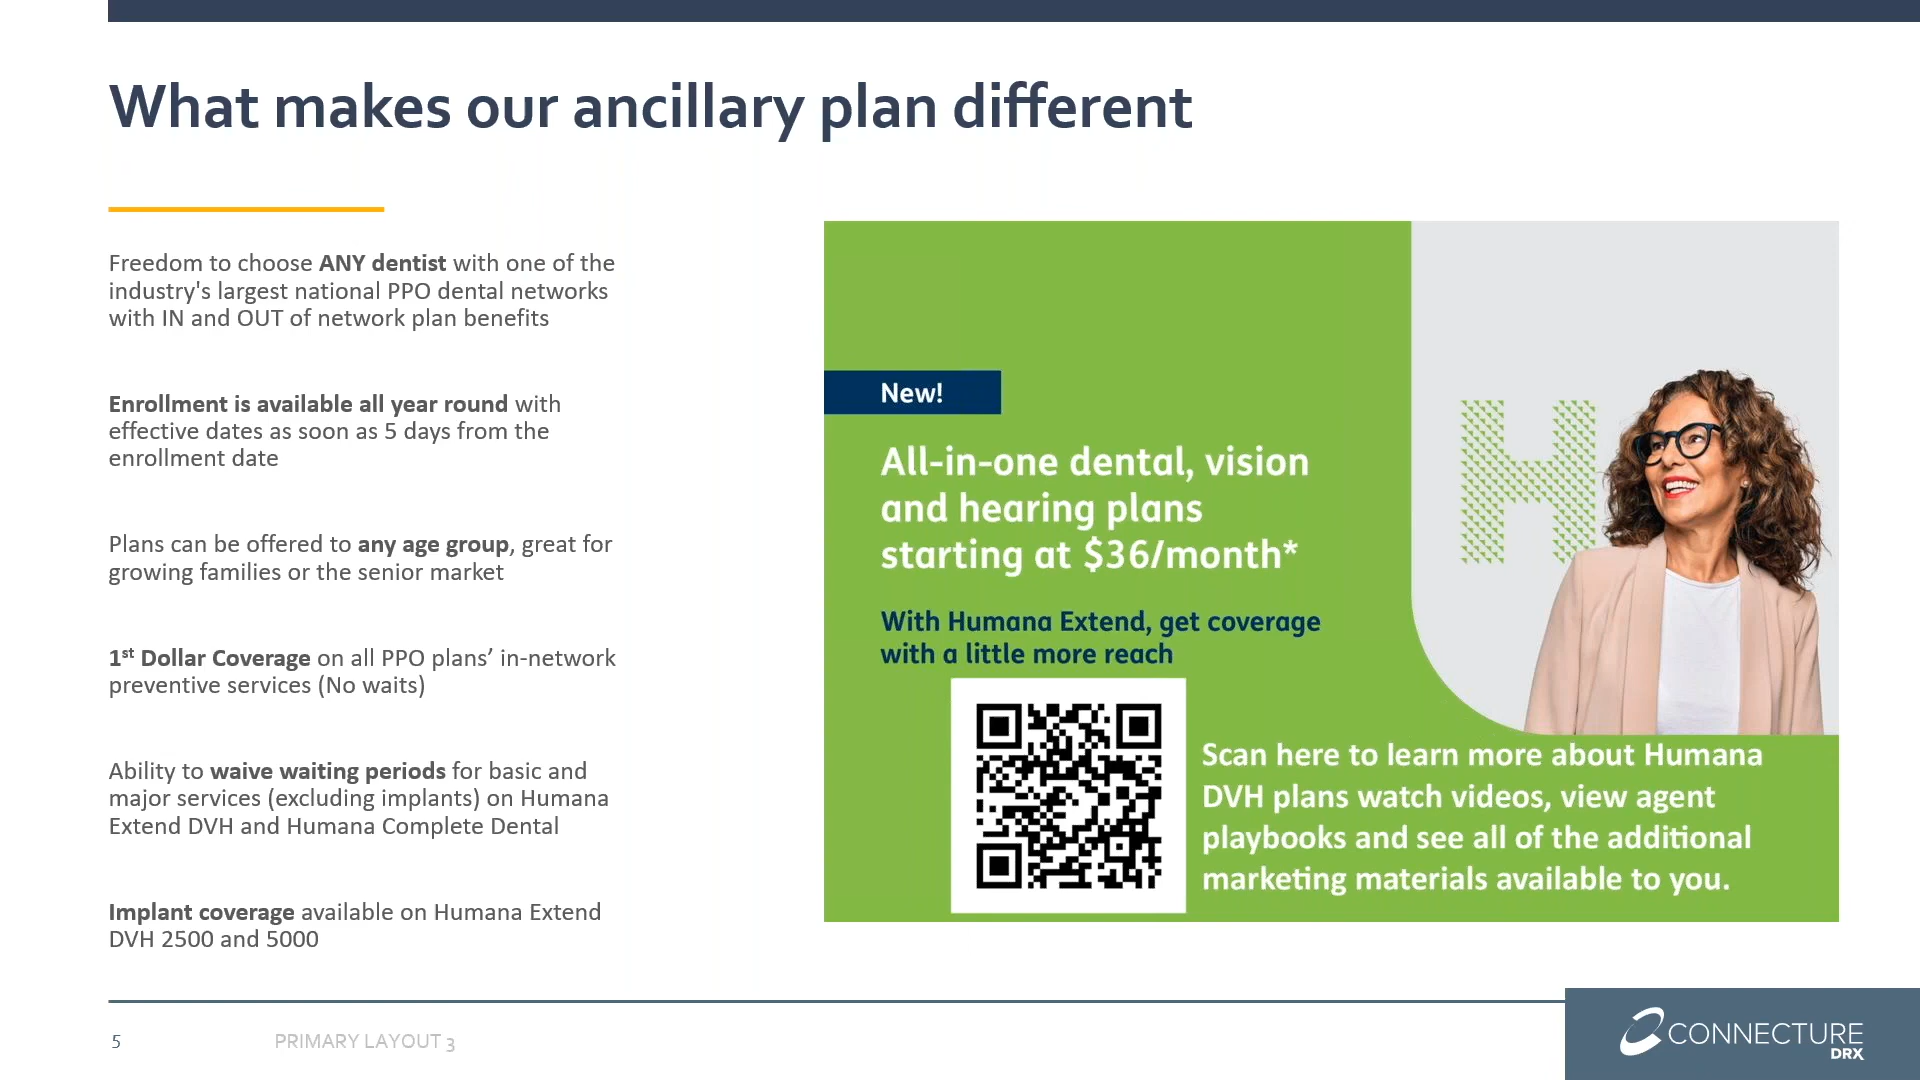 What makes our ancillary plan different
Freedom to choose ANY dentist with one of the
industry's largest national PPO dental networks
with IN and OUT of network plan benefits
Enrollment is available all year round with
effective dates as soon as 5 days from the
enrollment date
Plans can be offered to any age group, great for
growing families or the senior market
1st Dollar Coverage on all PPO plans’ in-network
preventive services (No waits)
Ability to waive waiting periods for basic and
major services (excluding implants) on Humana
Extend DVH and Humana Complete Dental
Implant coverage available on Humana Extend
DVH 2500 and 5000
New!
All-in-one dental, vision
and hearing plans
starting at $36/month*
With Humana Extend, get coverage
with a little more reach
H
Scan here to learn more about Humana
DVH plans watch videos, view agent
playbooks and see all of the additional
marketing materials available to you.
5
PRIMARY LAYOUT 3
CONNECTURE
DRX